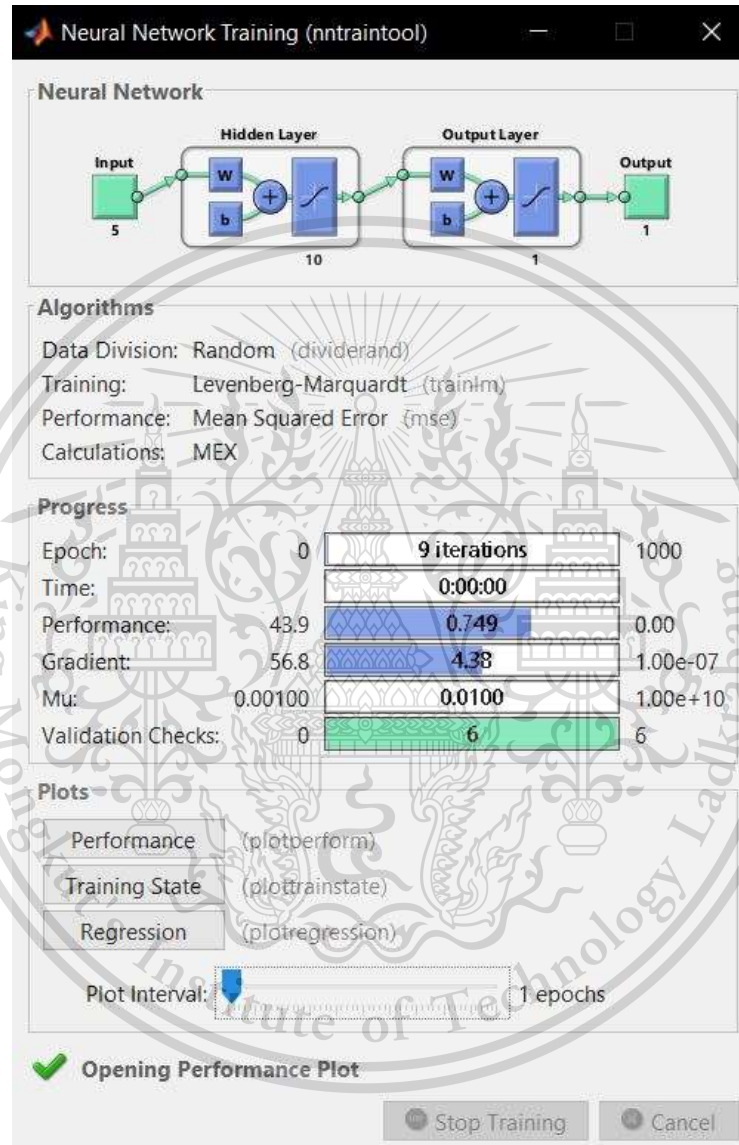 Neural Network Training (nntraintool)
Neural Network
Hidden Layer
Output Layer
Input
Output
W
W
b
b
5
10
1
1
Algorithms
Data Division: Random (dividerand)
Training: Levenberg-Marquardt (trainlm)
Performance: Mean Squared Error (mse)
Calculations: MEX
Progress
Epoch: 0 9 iterations 1000
Time: 0:00:00
Performance: 43.9 0.749 0.00
Gradient: 56.8 4.38 1.00e-07
Mu: 0.00100 0.0100 1.00e+10
Validation Checks: 0 6 6
Plots
Performance (plotperform)
Training State (plottrainstate)
Regression (plotregression)
Plot Interval: 1 epochs
Opening Performance Plot
Stop Training Cancel
Institute of Technology